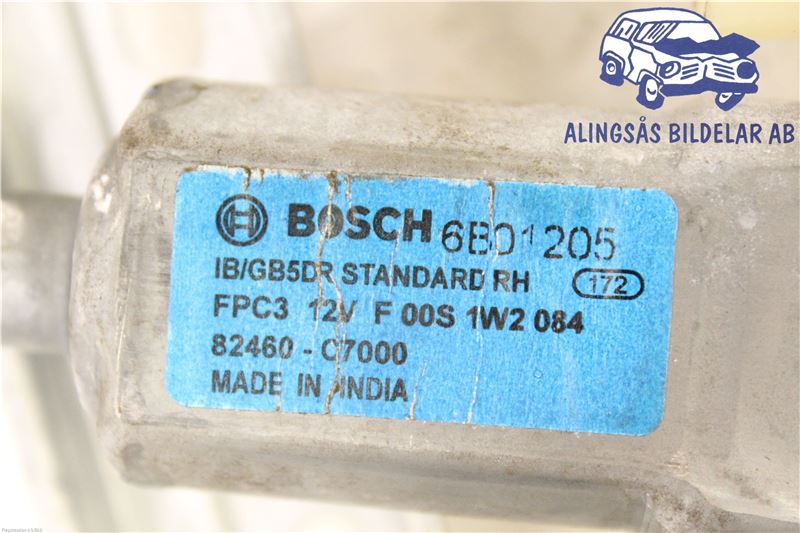 ALINGSÅS BILDELAR AB
BOSCH 6B01205
IB/GB5DR STANDARD RH 172
FPC3 12V F 00S 1W2 084
82460 - C7000
MADE IN INDIA